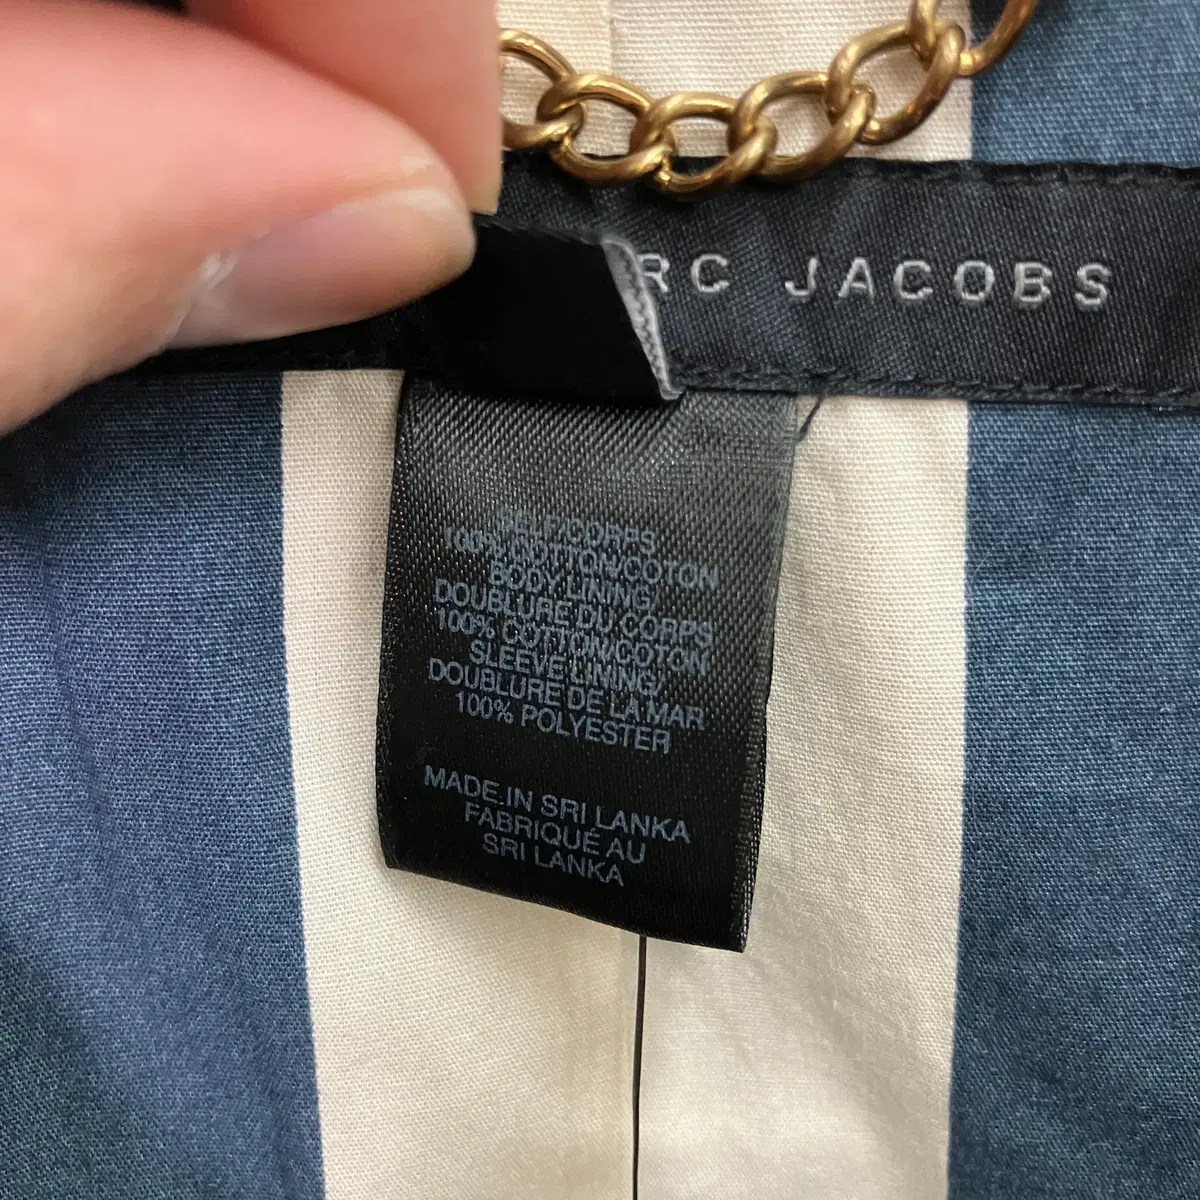 RC JACOBS
SELF/CORPS
100% COTTON/COTON
BODY LINING/
DOUBLURE DU CORPS
100% COTTON/COTON
SLEEVE LINING/
DOUBLURE DE LA MAR
100% POLYESTER
MADE IN SRI LANKA
FABRIQUÉ AU
SRI LANKA